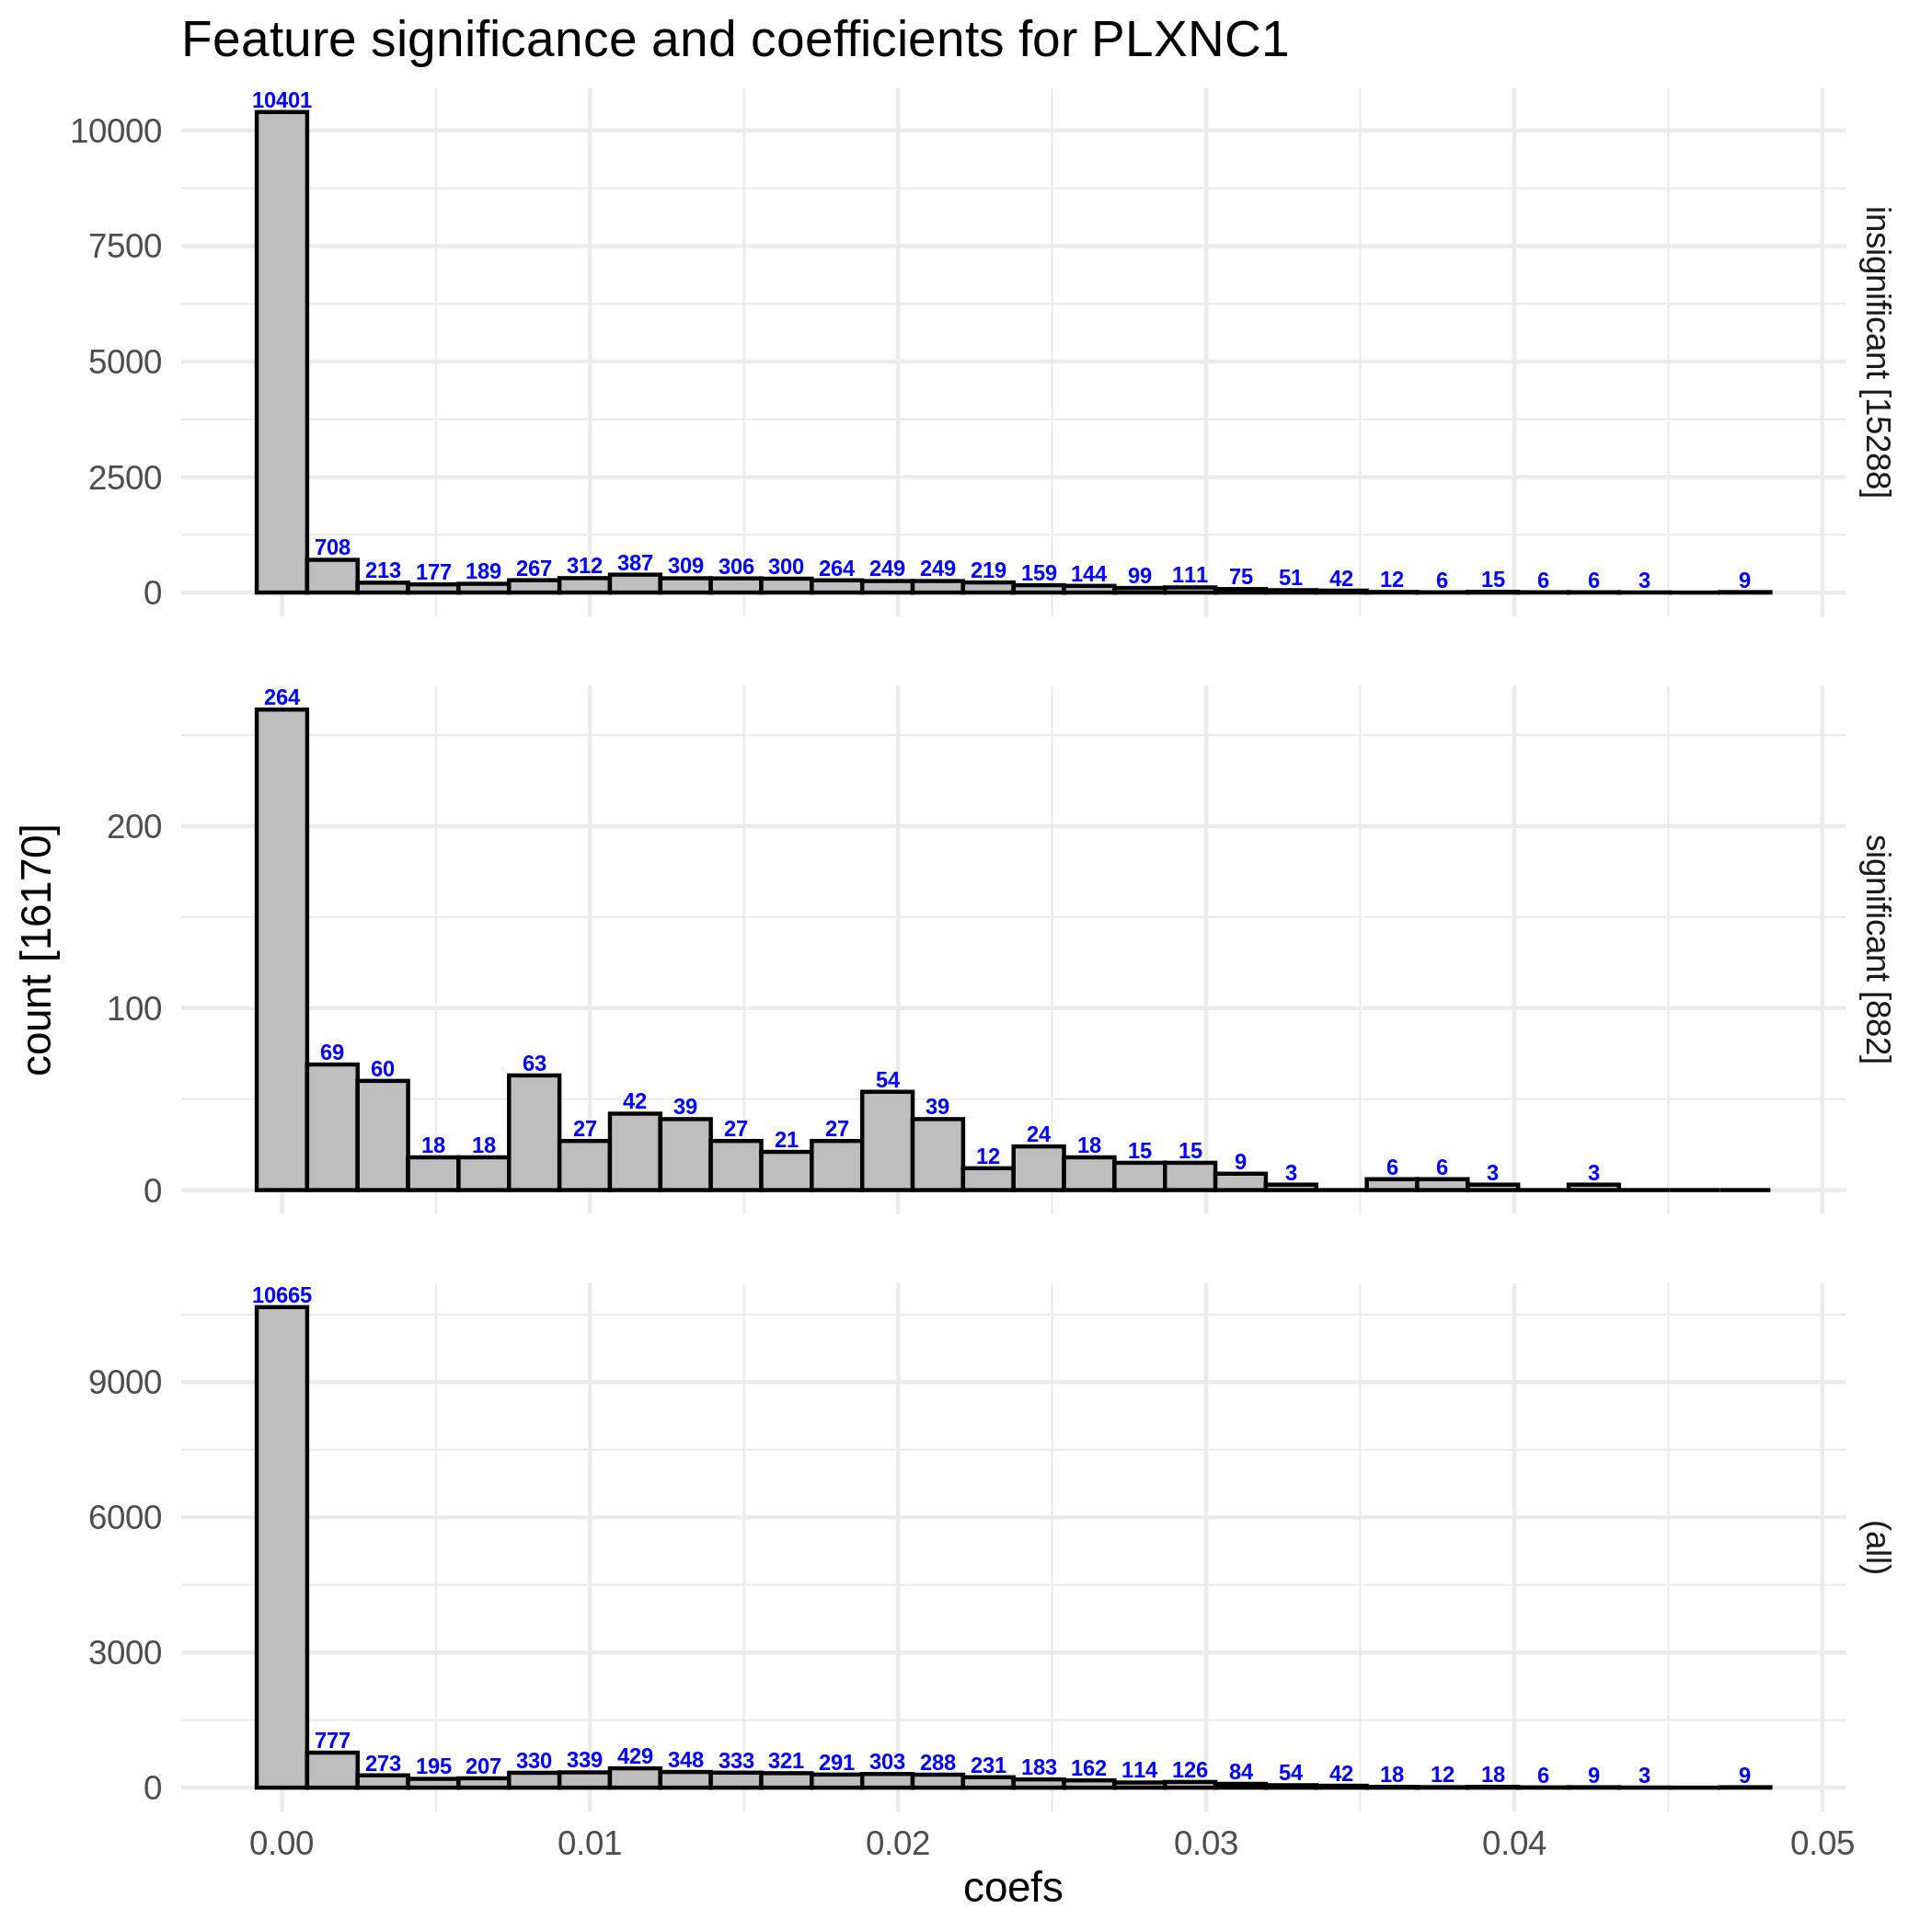 Feature significance and coefficients for PLXNC1
10401
10000
7500
5000
2500
0
708 213 177 189 267 312 387 309 306 300 264 249 249 219 159 144 99 111 75 51 42 12 6 15 6 6 3 9
insignificant [15288]
264
200
100
0
69 60 18 18 63 27 42 39 27 21 27 54 39 12 24 18 15 15 9 3 6 6 3 3
significant [882]
count [16170]
10665
9000
6000
3000
0
777 273 195 207 330 339 429 348 333 321 291 303 288 231 183 162 114 126 84 54 42 18 12 18 6 9 3 9
(all)
0.00 0.01 0.02 0.03 0.04 0.05
coefs